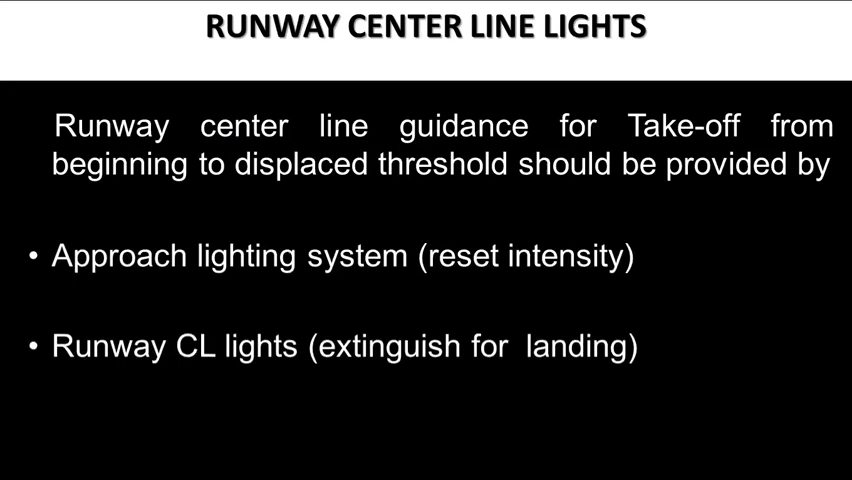 RUNWAY CENTER LINE LIGHTS
Runway center line guidance for Take-off from
beginning to displaced threshold should be provided by
• Approach lighting system (reset intensity)
• Runway CL lights (extinguish for landing)